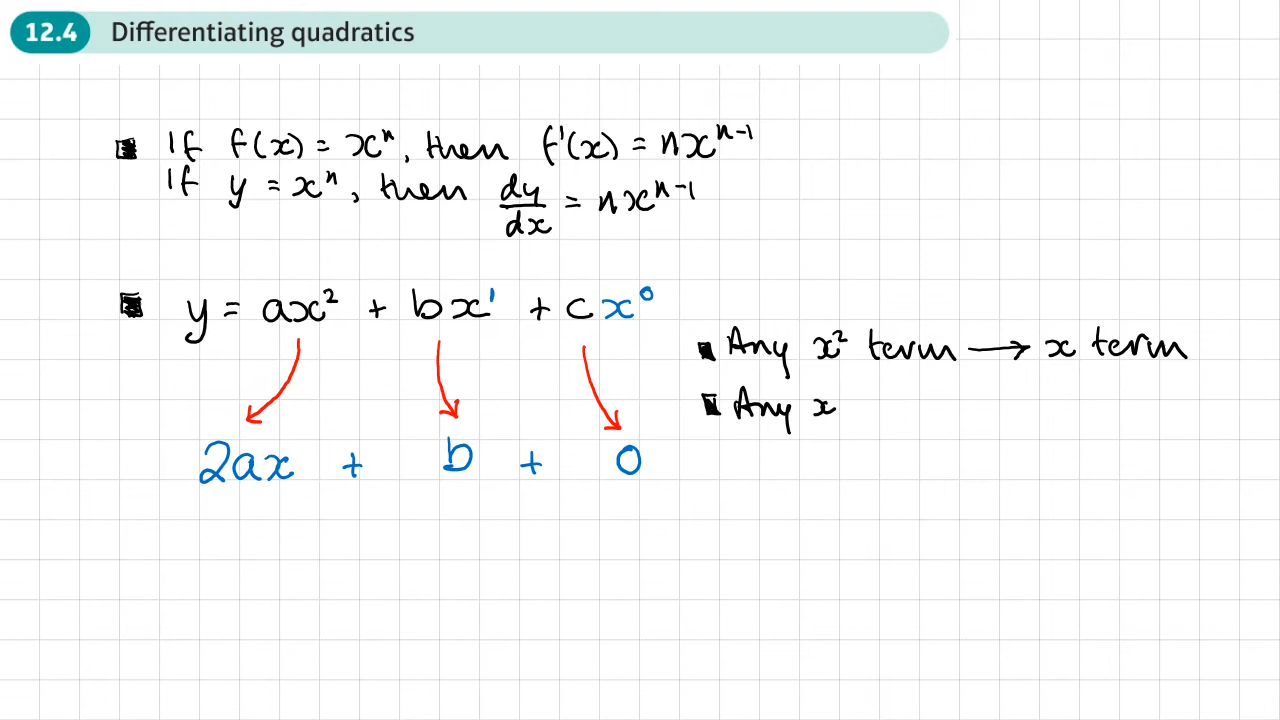 12.4 Differentiating quadratics
If f(x) = xⁿ, then f'(x) = nxⁿ⁻¹
If y = xⁿ, then dy/dx = nxⁿ⁻¹
y = ax² + bx¹ + cx⁰
Any x² term → x term
Any x
2ax + b + 0